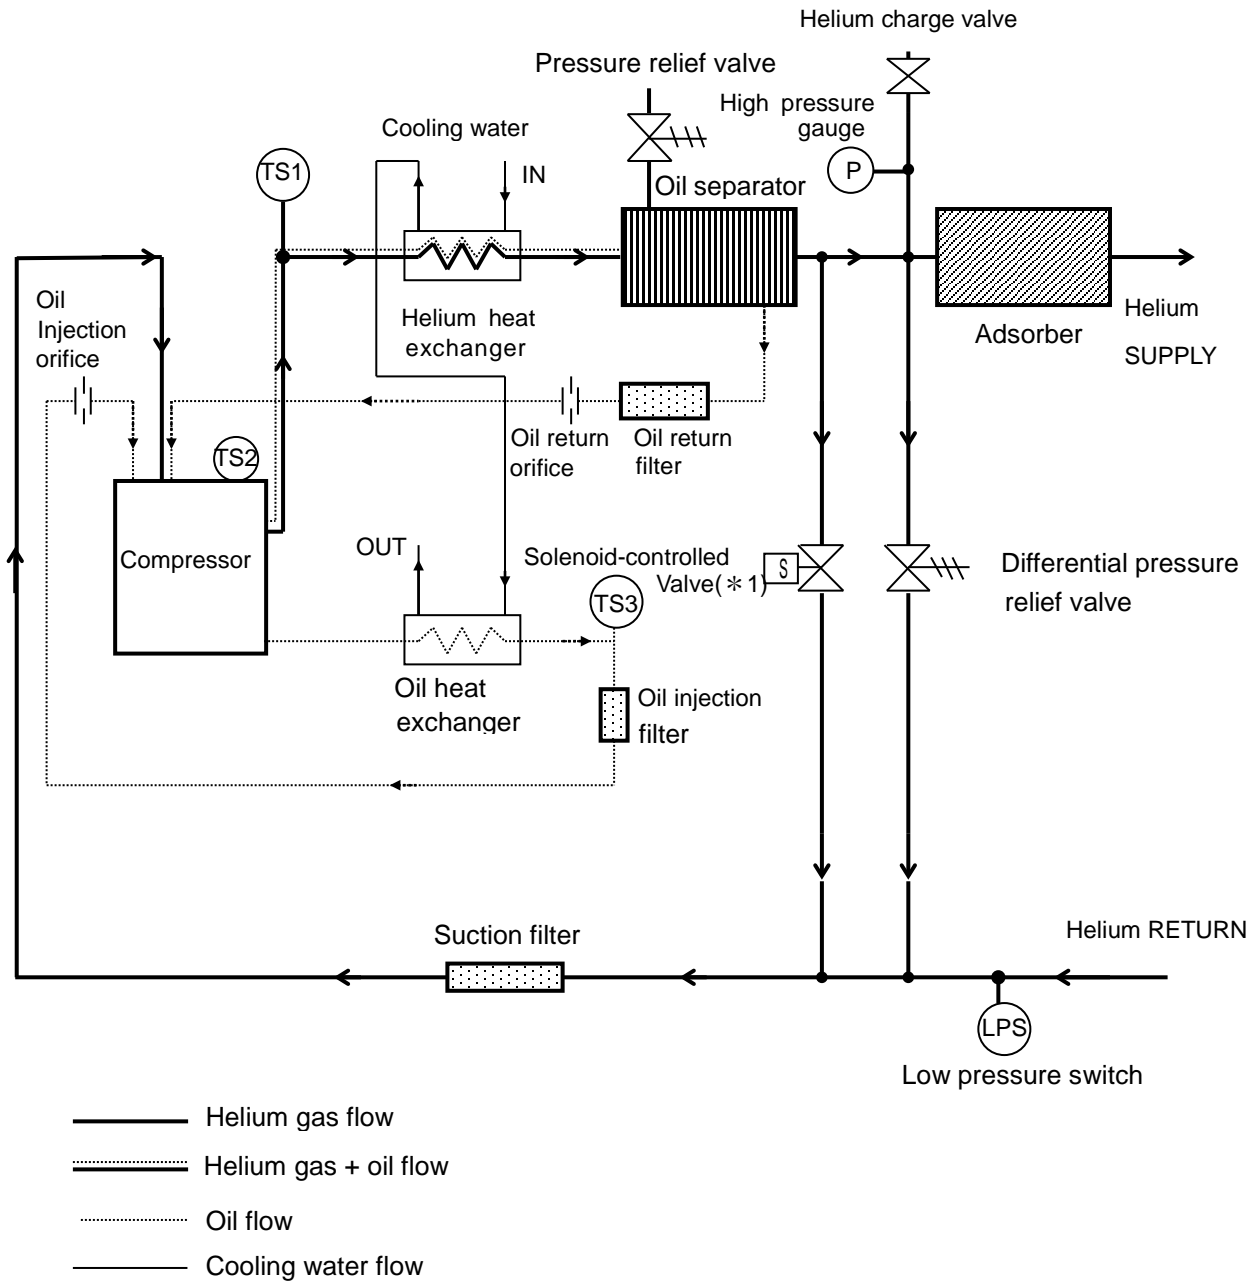 Helium charge valve
Pressure relief valve
High pressure
gauge
Cooling water
TS1
IN
P
Oil separator
Oil
Injection
orifice
Helium heat
exchanger
Adsorber
Helium
SUPPLY
TS2
Oil return
orifice
Oil return
filter
Compressor
OUT
Solenoid-controlled
Valve(＊1)
S
Differential pressure
relief valve
TS3
Oil heat
exchanger
Oil injection
filter
Suction filter
Helium RETURN
LPS
Low pressure switch
Helium gas flow
Helium gas + oil flow
Oil flow
Cooling water flow